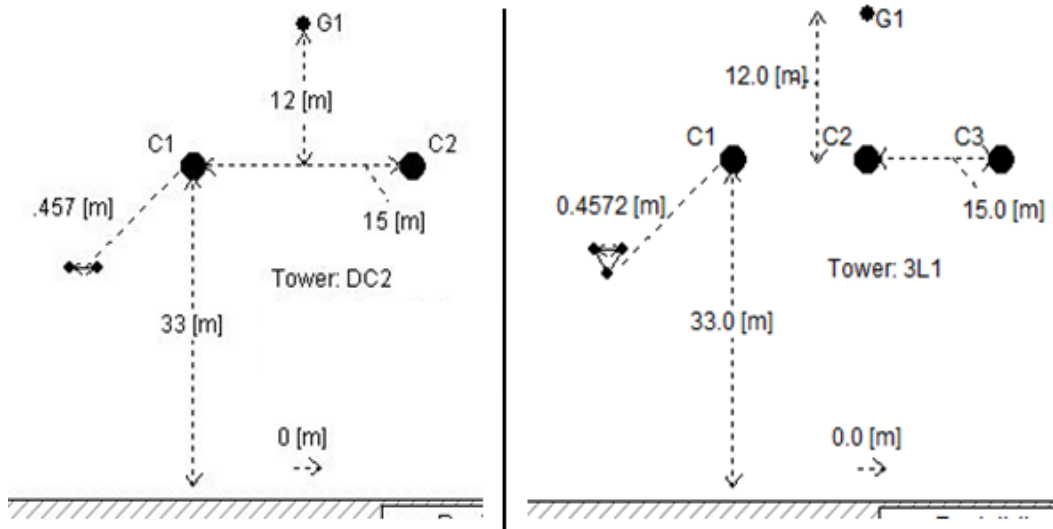 G1
12 [m]
C1
C2
.457 [m]
15 [m]
Tower: DC2
33 [m]
0 [m]
G1
12.0 [m]
C1
C2
C3
0.4572 [m]
15.0 [m]
Tower: 3L1
33.0 [m]
0.0 [m]